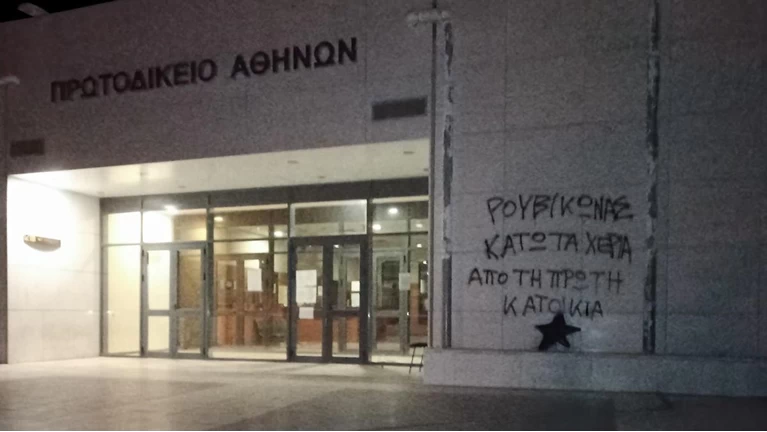 ΠΡΩΤΟΔΙΚΕΙΟ ΑΘΗΝΩΝ
ΡΟΥΒΙΚΩΝΑΣ
ΚΑΤΩ ΤΑ ΧΕΡΙΑ
ΑΠΟ ΤΗ ΠΡΩΤΗ
ΚΑΤΟΙΚΙΑ